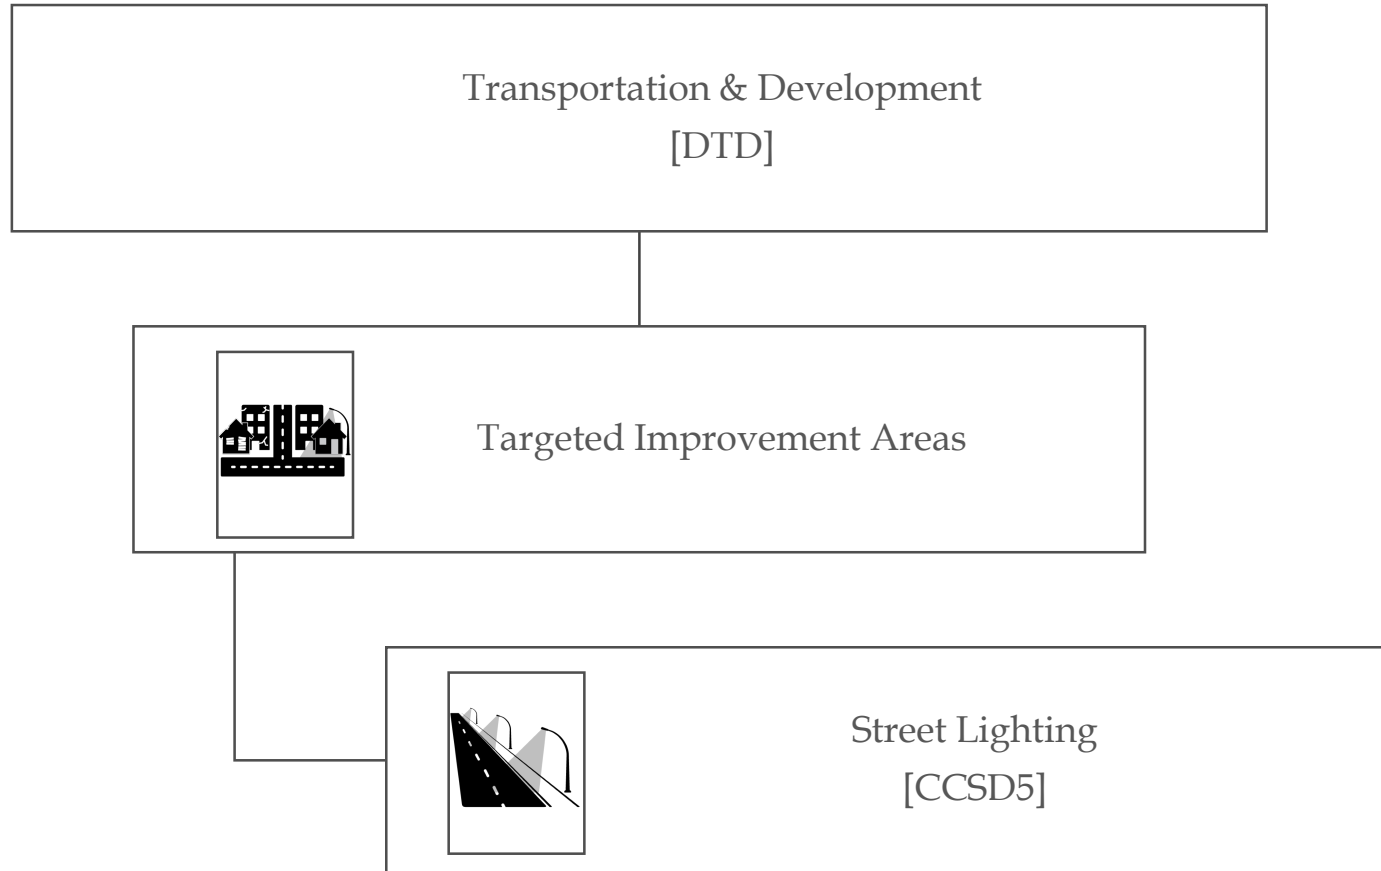 Transportation & Development
[DTD]
Targeted Improvement Areas
Street Lighting
[CCSD5]